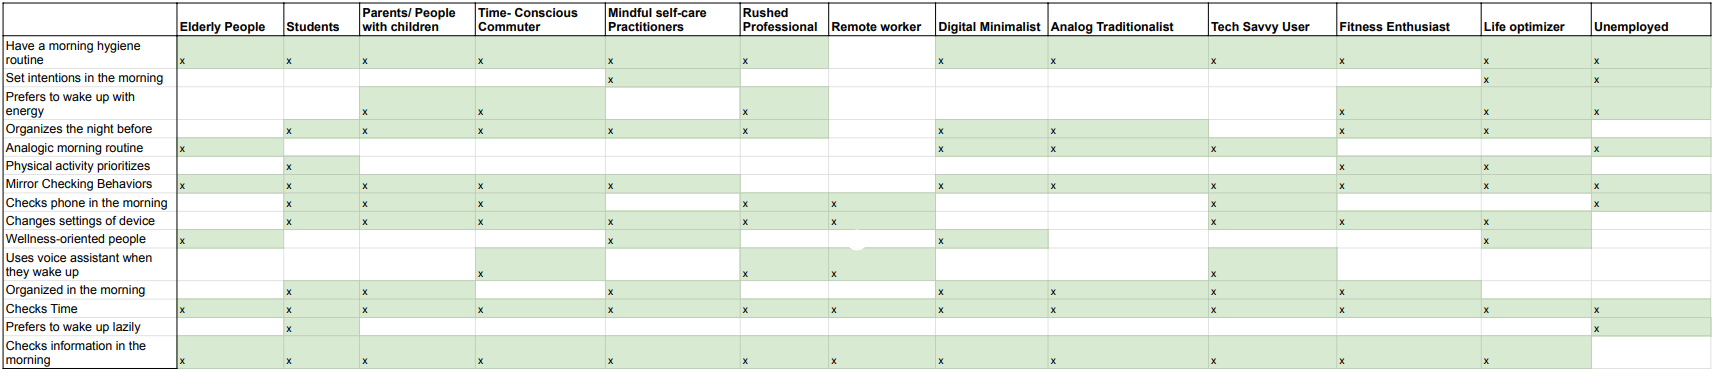 Elderly People Students Parents/ People with children Time- Conscious Commuter Mindful self-care Practitioners Rushed Professional Remote worker Digital Minimalist Analog Traditionalist Tech Savvy User Fitness Enthusiast Life optimizer Unemployed
Have a morning hygiene
routine x x x x x x x x x x x x
Set intentions in the morning x x x
Prefers to wake up with
energy x x x x x x
Organizes the night before x x x x x x x x x
Analogic morning routine x x x x x
Physical activity prioritizes x x x
Mirror Checking Behaviors x x x x x x x x x x x
Checks phone in the morning x x x x x x x
Changes settings of device x x x x x x x x x
Wellness-oriented people x x x x
Uses voice assistant when
they wake up x x x x
Organized in the morning x x x x x x x
Checks Time x x x x x x x x x x x x x
Prefers to wake up lazily x x
Checks information in the
morning x x x x x x x x x x x x